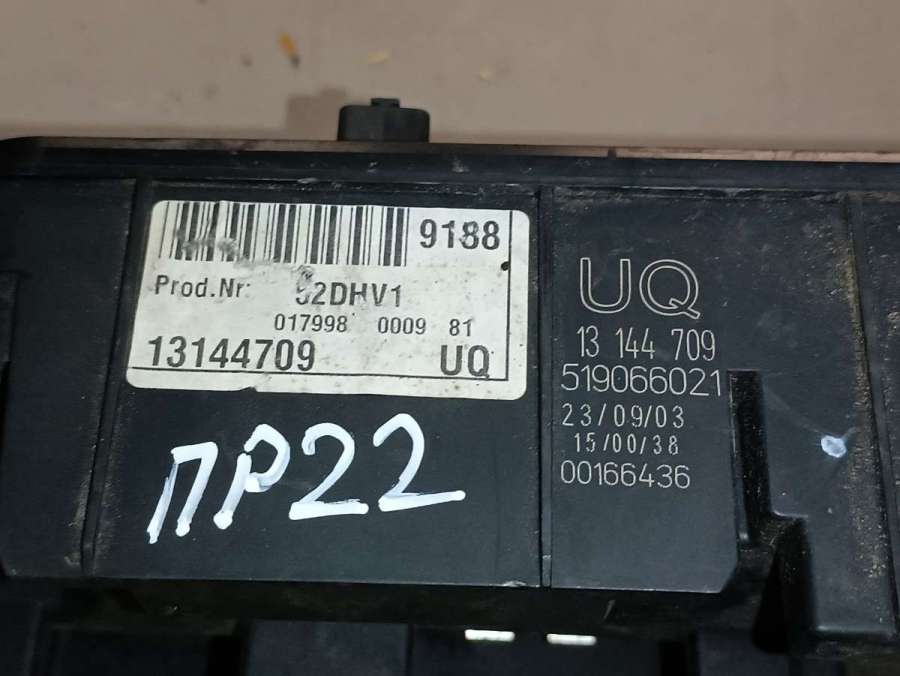 9188
Prod.Nr:
2DHV1
017998 0009 81
13144709 UQ
ПР22
UQ
13 144 709
519066021
23/09/03
15/00/38
00166436